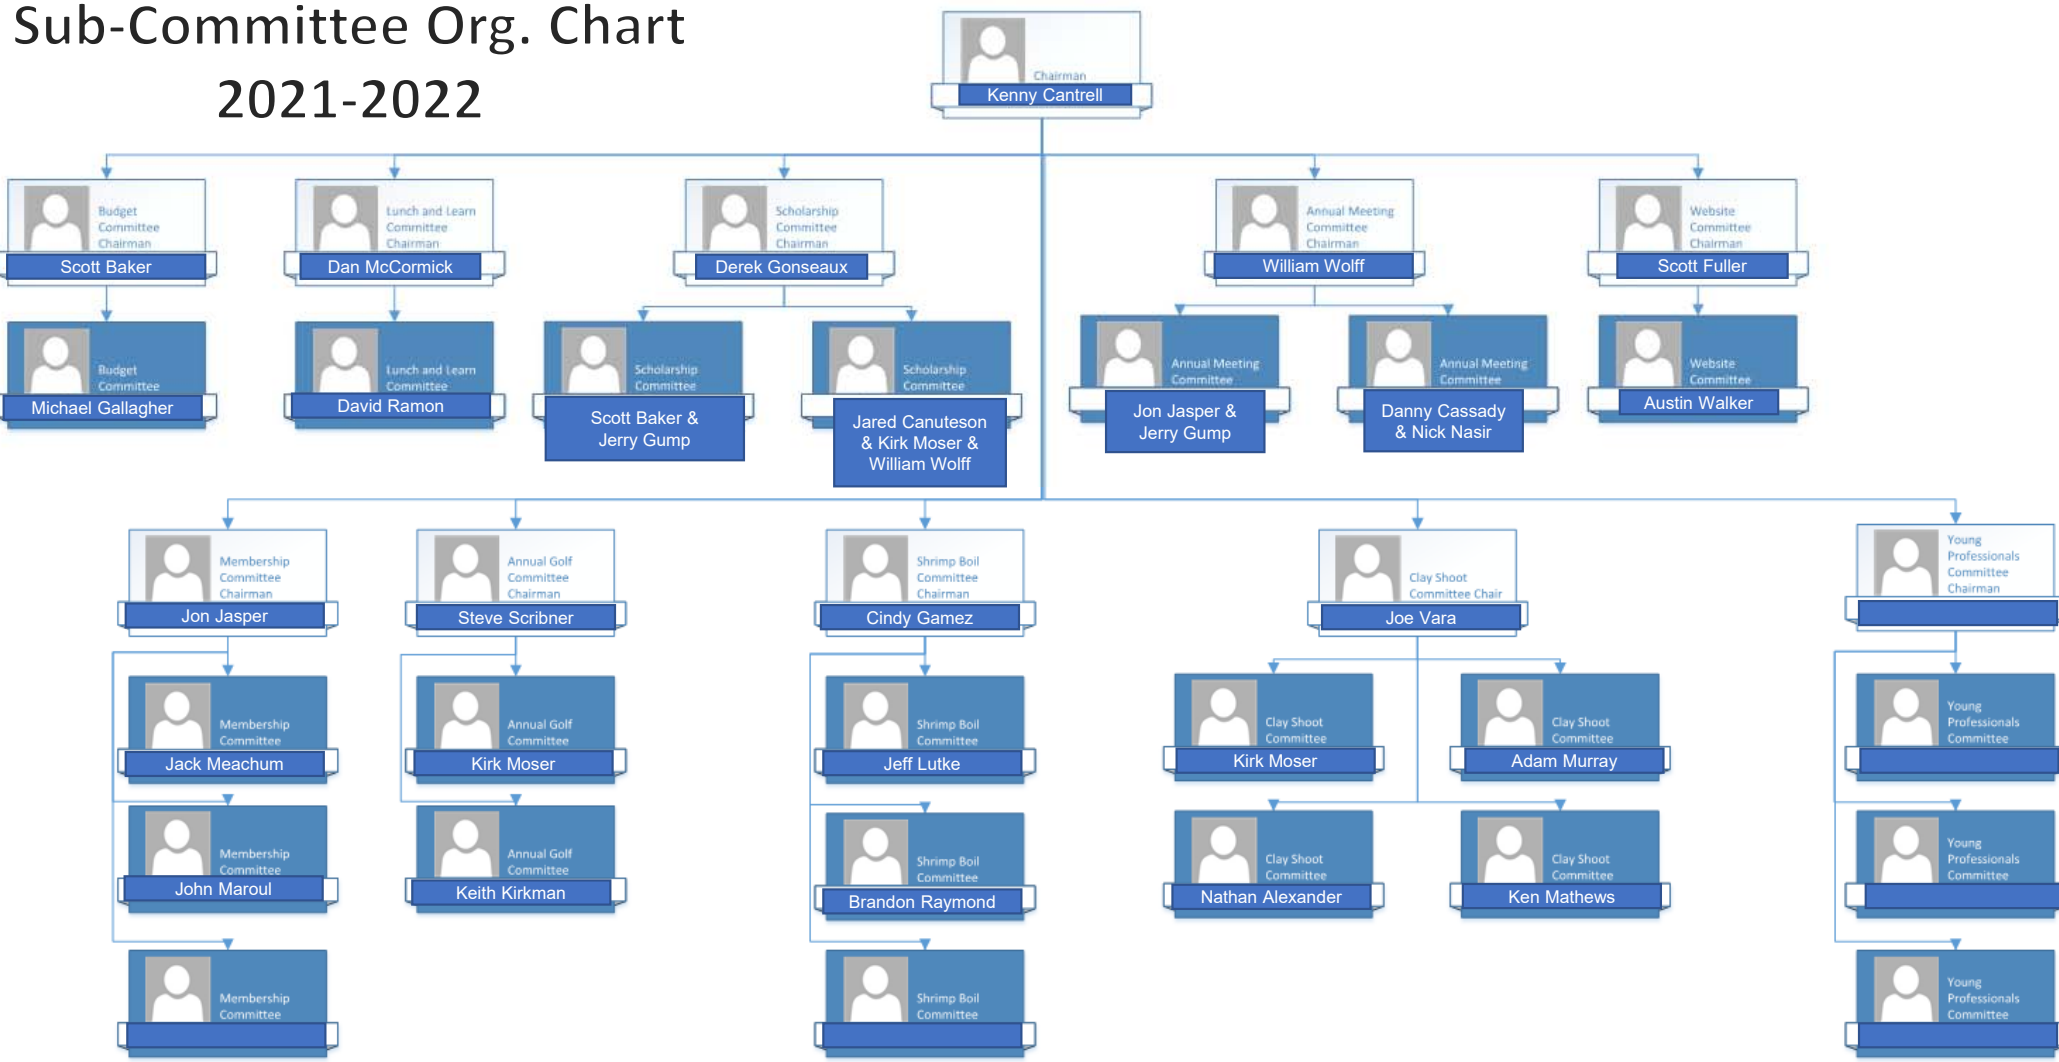 Sub-Committee Org. Chart
2021-2022
Chairman
Kenny Cantrell
Budget
Committee
Chairman
Scott Baker
Lunch and Learn
Committee
Chairman
Dan McCormick
Scholarship
Committee
Chairman
Derek Gonseaux
Annual Meeting
Committee
Chairman
William Wolff
Website
Committee
Chairman
Scott Fuller
Budget
Committee
Michael Gallagher
Lunch and Learn
Committee
David Ramon
Scholarship
Committee
Scott Baker &
Jerry Gump
Scholarship
Committee
Jared Canuteson
& Kirk Moser &
William Wolff
Annual Meeting
Committee
Jon Jasper &
Jerry Gump
Annual Meeting
Committee
Danny Cassady
& Nick Nasir
Website
Committee
Austin Walker
Membership
Committee
Chairman
Jon Jasper
Annual Golf
Committee
Chairman
Steve Scribner
Shrimp Boil
Committee
Chairman
Cindy Gamez
Clay Shoot
Committee Chair
Joe Vara
Young
Professionals
Committee
Chairman
Membership
Committee
Jack Meachum
Annual Golf
Committee
Kirk Moser
Shrimp Boil
Committee
Jeff Lutke
Clay Shoot
Committee
Kirk Moser
Clay Shoot
Committee
Adam Murray
Young
Professionals
Committee
Membership
Committee
John Maroul
Annual Golf
Committee
Keith Kirkman
Shrimp Boil
Committee
Brandon Raymond
Clay Shoot
Committee
Nathan Alexander
Clay Shoot
Committee
Ken Mathews
Young
Professionals
Committee
Membership
Committee
Shrimp Boil
Committee
Young
Professionals
Committee